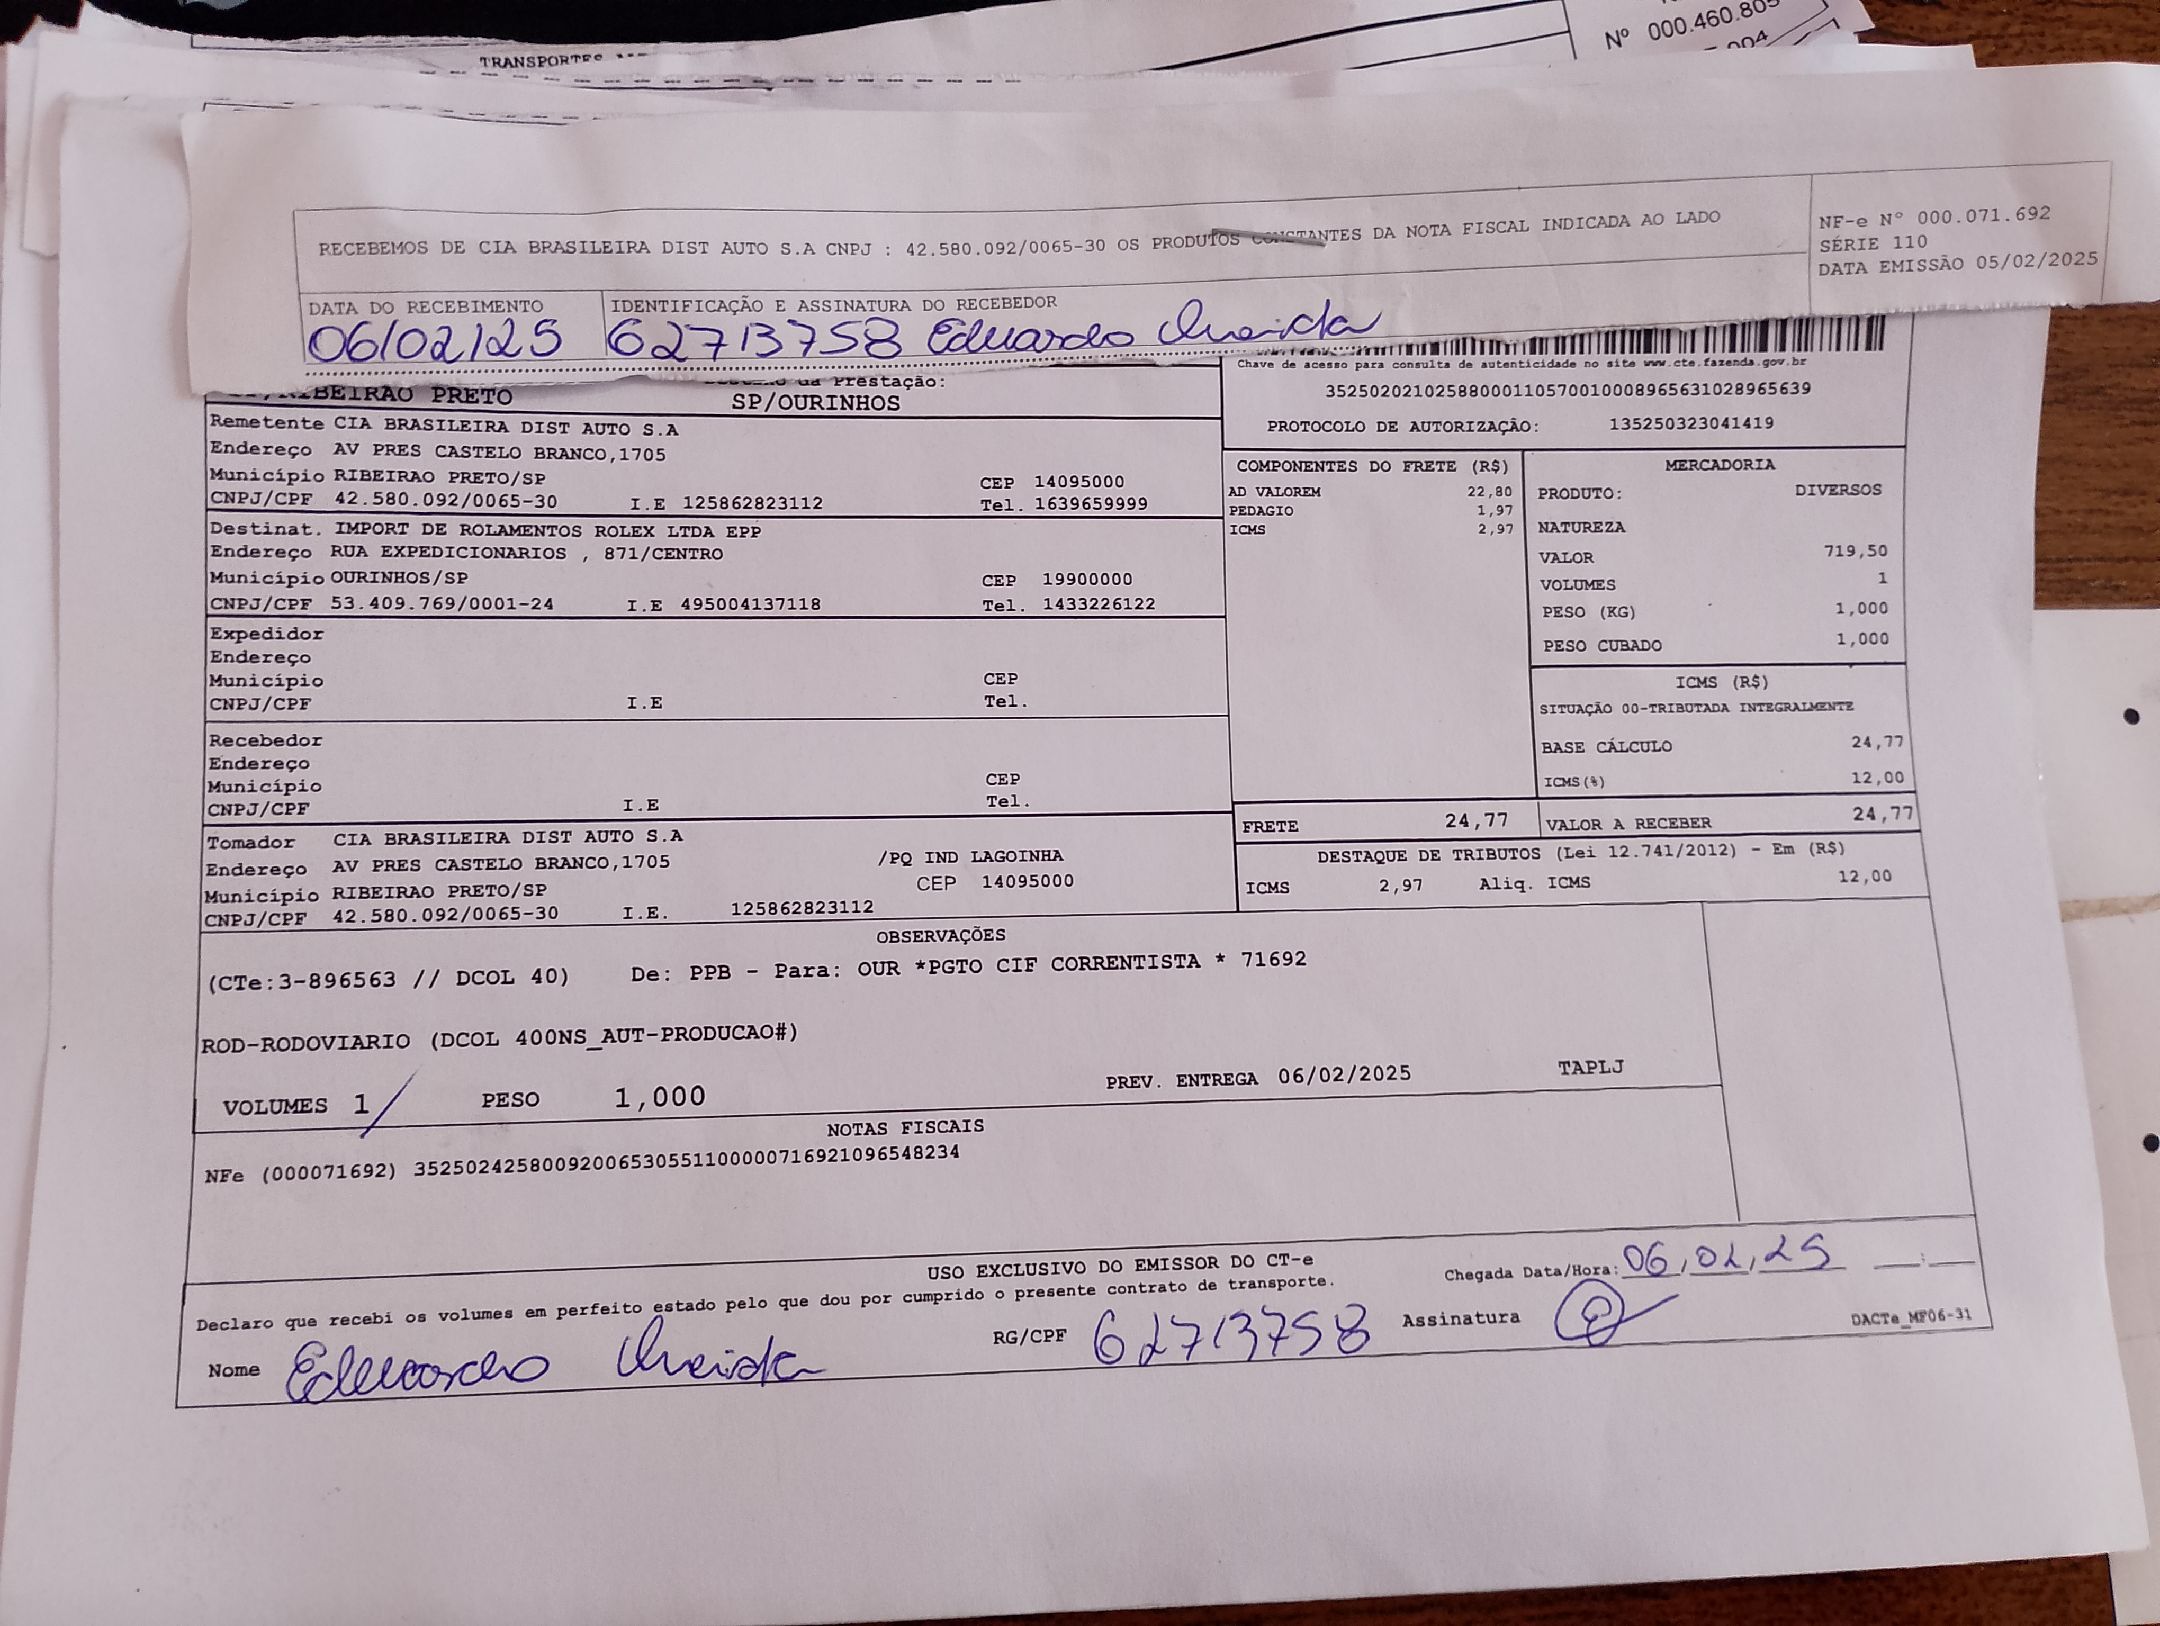 TRANSPORTES
Nº 000.460.805
004
RECEBEMOS DE CIA BRASILEIRA DIST AUTO S.A CNPJ : 42.580.092/0065-30 OS PRODUTOS CONSTANTES DA NOTA FISCAL INDICADA AO LADO
NF-e Nº 000.071.692
SÉRIE 110
DATA EMISSÃO 05/02/2025
DATA DO RECEBIMENTO
IDENTIFICAÇÃO E ASSINATURA DO RECEBEDOR
06/02/25 62713758 Eduardo
Chave de acesso para consulta de autenticidade no site www.cte.fazenda.gov.br
35250202102588000110570010008965631028965639
PROTOCOLO DE AUTORIZAÇÃO: 135250323041419
da Prestação:
RIBEIRAO PRETO SP/OURINHOS
Remetente CIA BRASILEIRA DIST AUTO S.A
Endereço AV PRES CASTELO BRANCO,1705
Município RIBEIRAO PRETO/SP CEP 14095000
CNPJ/CPF 42.580.092/0065-30 I.E 125862823112 Tel. 1639659999
Destinat. IMPORT DE ROLAMENTOS ROLEX LTDA EPP
Endereço RUA EXPEDICIONARIOS , 871/CENTRO
Município OURINHOS/SP CEP 19900000
CNPJ/CPF 53.409.769/0001-24 I.E 495004137118 Tel. 1433226122
Expedidor
Endereço
Município CEP
CNPJ/CPF I.E Tel.
Recebedor
Endereço
Município CEP
CNPJ/CPF I.E Tel.
Tomador CIA BRASILEIRA DIST AUTO S.A
Endereço AV PRES CASTELO BRANCO,1705 /PQ IND LAGOINHA
Município RIBEIRAO PRETO/SP CEP 14095000
CNPJ/CPF 42.580.092/0065-30 I.E. 125862823112
COMPONENTES DO FRETE (R$)
AD VALOREM 22,80
PEDAGIO 1,97
ICMS 2,97
MERCADORIA
PRODUTO: DIVERSOS
NATUREZA
VALOR 719,50
VOLUMES 1
PESO (KG) 1,000
PESO CUBADO 1,000
ICMS (R$)
SITUAÇÃO 00-TRIBUTADA INTEGRALMENTE
BASE CÁLCULO 24,77
ICMS(%) 12,00
FRETE 24,77 VALOR A RECEBER 24,77
DESTAQUE DE TRIBUTOS (Lei 12.741/2012) - Em (R$)
ICMS 2,97 Aliq. ICMS 12,00
OBSERVAÇÕES
(CTe:3-896563 // DCOL 40) De: PPB - Para: OUR *PGTO CIF CORRENTISTA * 71692
ROD-RODOVIARIO (DCOL 400NS_AUT-PRODUCAO#)
VOLUMES 1 PESO 1,000 PREV. ENTREGA 06/02/2025 TAPLJ
NOTAS FISCAIS
NFe (000071692) 35250242580092006530551100000716921096548234
USO EXCLUSIVO DO EMISSOR DO CT-e
Declaro que recebi os volumes em perfeito estado pelo que dou por cumprido o presente contrato de transporte.
Chegada Data/Hora: 06,02,25 :
Nome Eduardo RG/CPF 62713758 Assinatura
DACTe_MF06-31